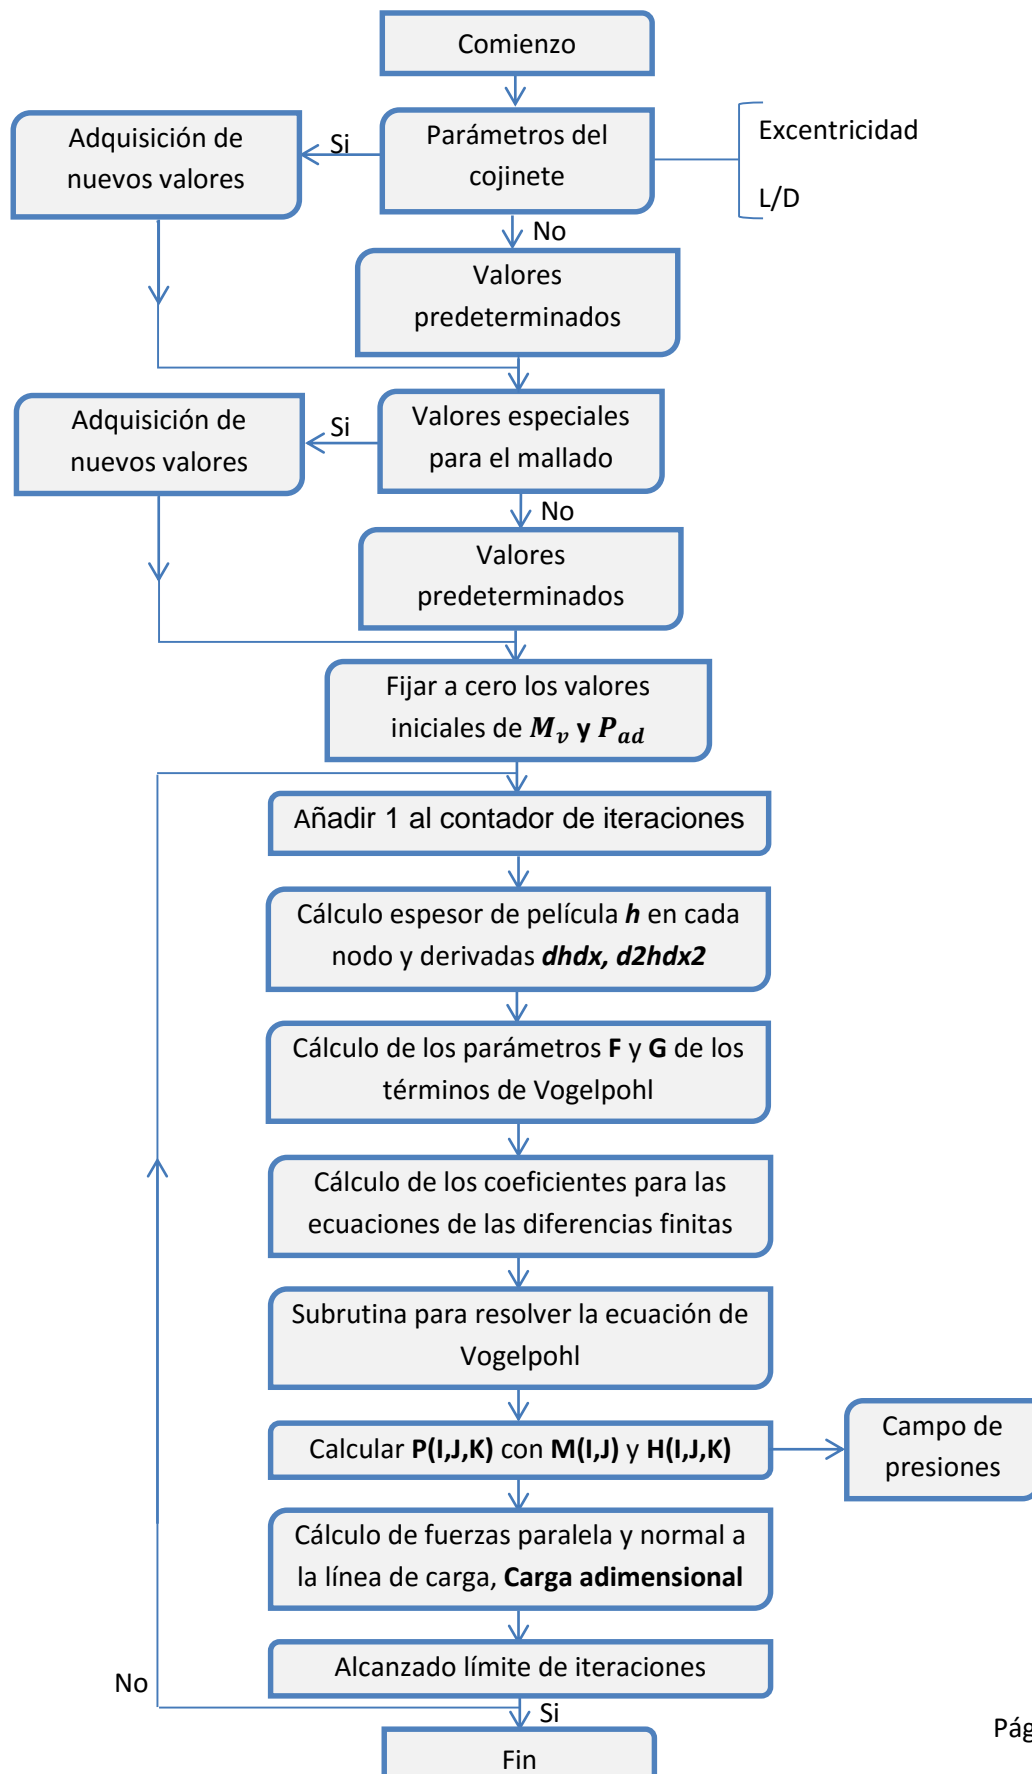 Comienzo
Adquisición de
nuevos valores
Si
Parámetros del
cojinete
Excentricidad
L/D
No
Valores
predeterminados
Adquisición de
nuevos valores
Si
Valores especiales
para el mallado
No
Valores
predeterminados
Fijar a cero los valores
iniciales de M_v y P_ad
Añadir 1 al contador de iteraciones
Cálculo espesor de película h en cada
nodo y derivadas dhdx, d2hdx2
Cálculo de los parámetros F y G de los
términos de Vogelpohl
Cálculo de los coeficientes para las
ecuaciones de las diferencias finitas
Subrutina para resolver la ecuación de
Vogelpohl
Calcular P(I,J,K) con M(I,J) y H(I,J,K)
Campo de
presiones
Cálculo de fuerzas paralela y normal a
la línea de carga, Carga adimensional
Alcanzado límite de iteraciones
No
Si
Pág
Fin